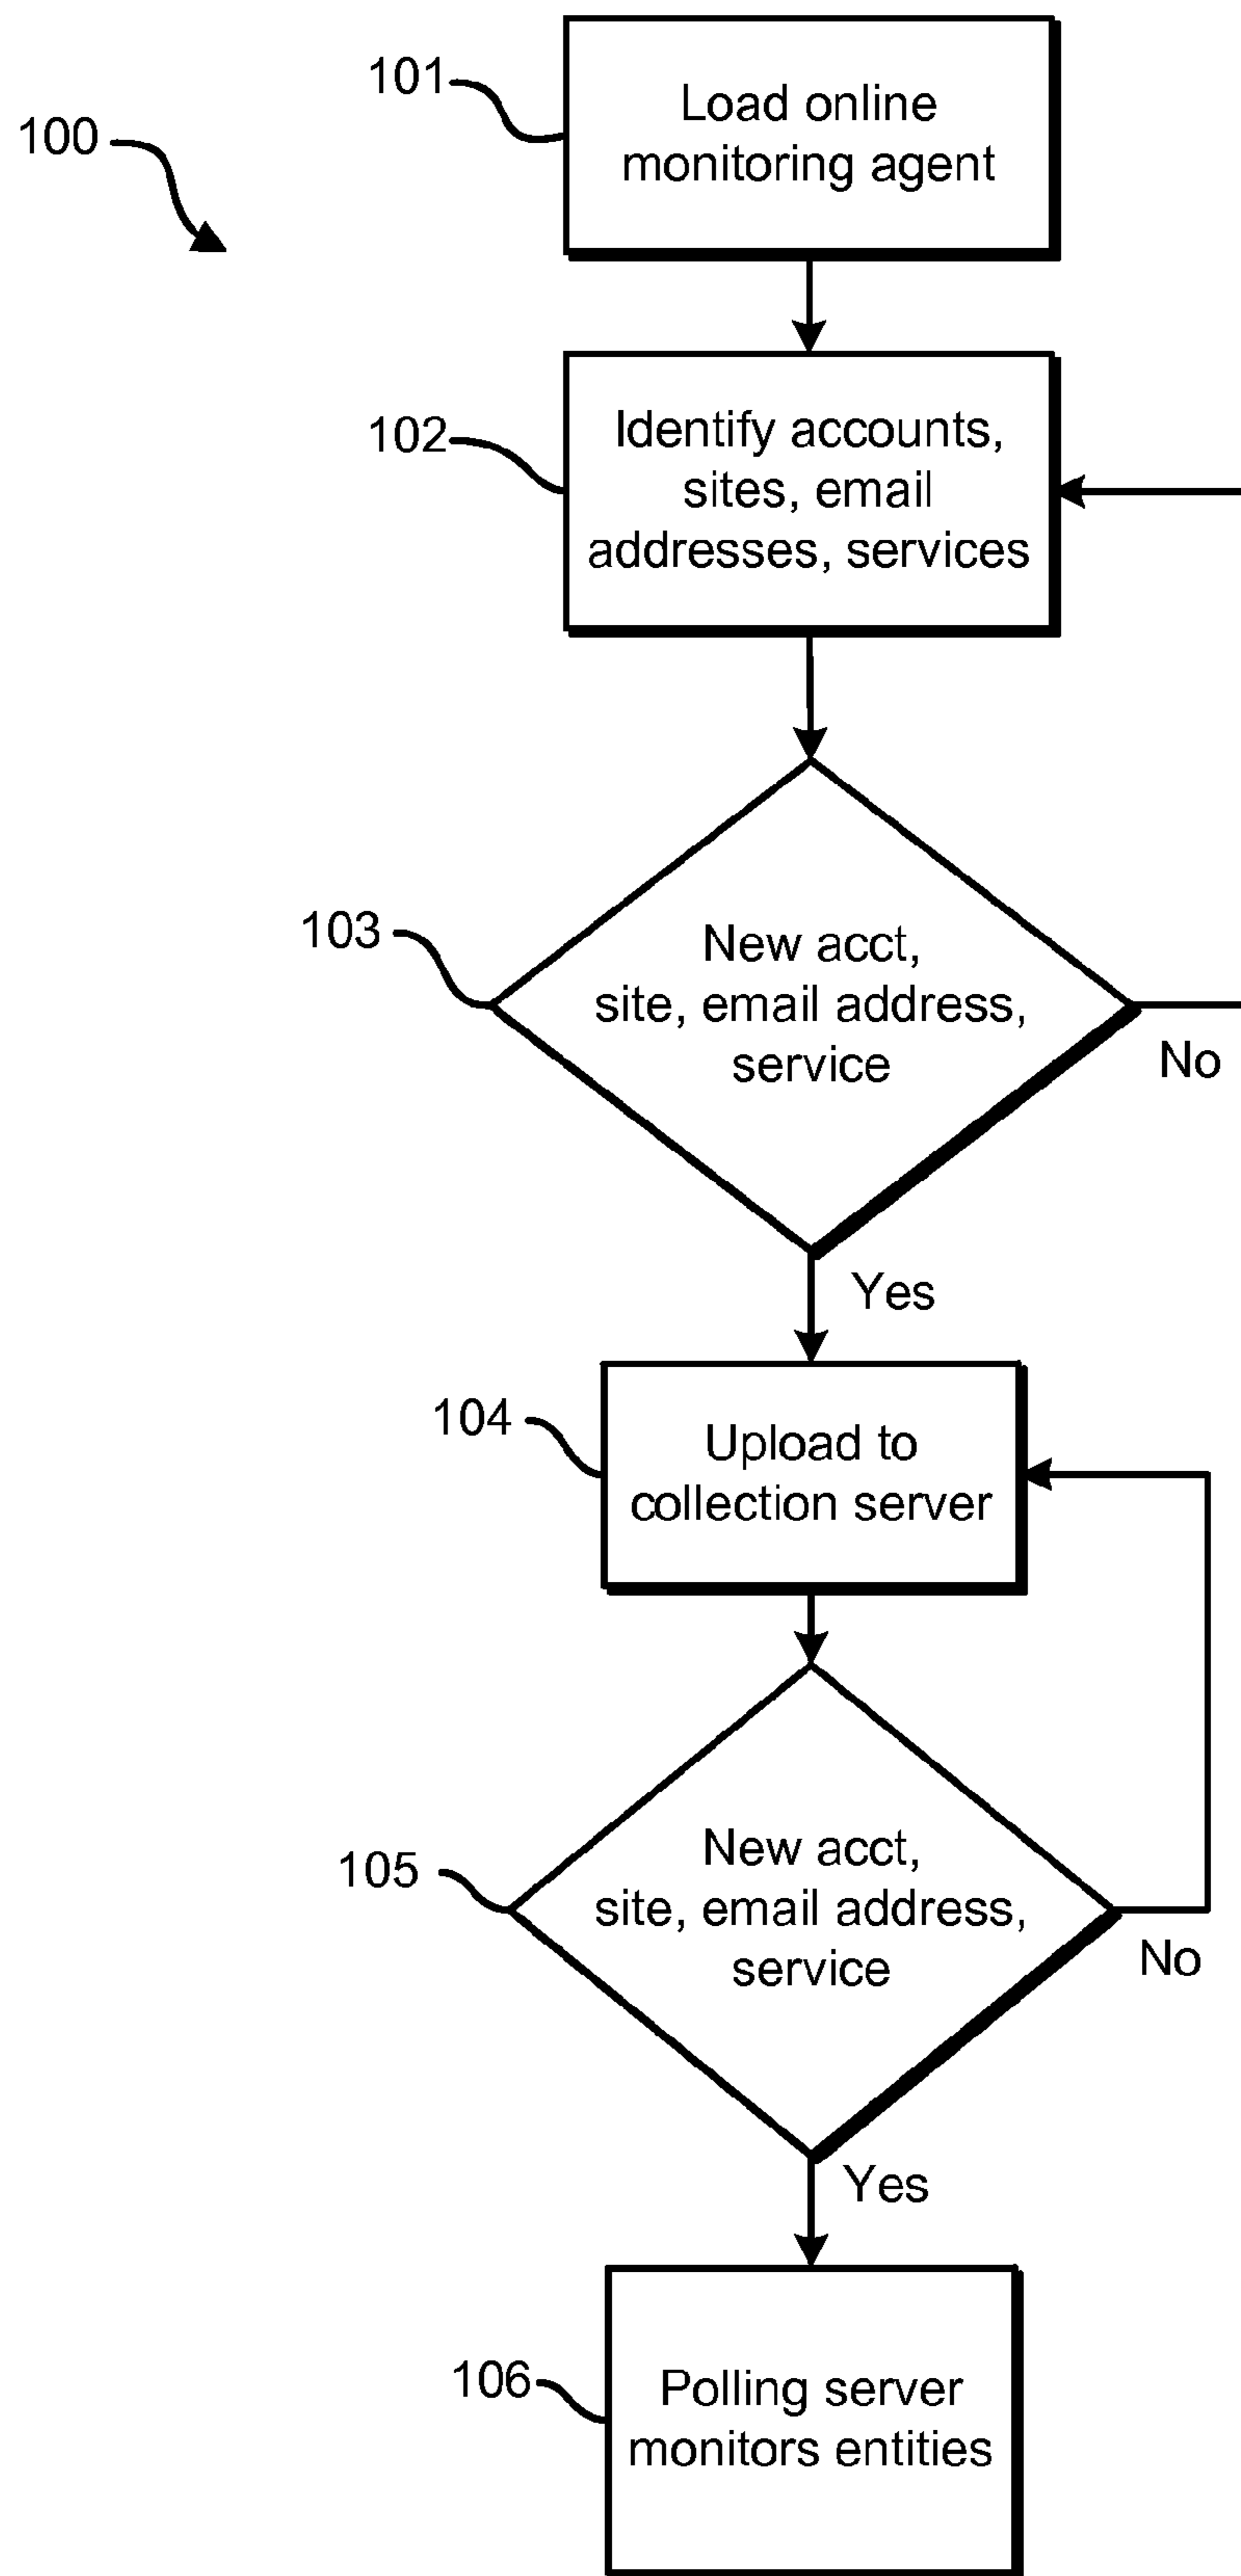 100
101
Load online
monitoring agent
102
Identify accounts,
sites, email
addresses, services
103
New acct,
site, email address,
service
No
Yes
104
Upload to
collection server
105
New acct,
site, email address,
service
No
Yes
106
Polling server
monitors entities